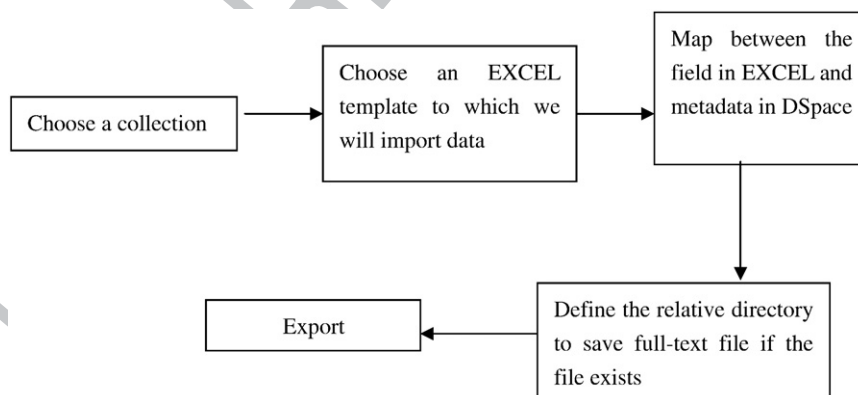 Choose a collection
Choose an EXCEL
template to which we
will import data
Map between the
field in EXCEL and
metadata in DSpace
Define the relative directory
to save full-text file if the
file exists
Export